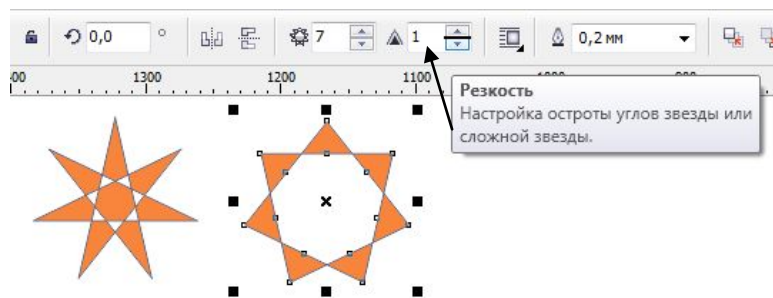 0,0 ° 7 1 0,2 мм
1300 1200 1100
Резкость
Настройка остроты углов звезды или
сложной звезды.